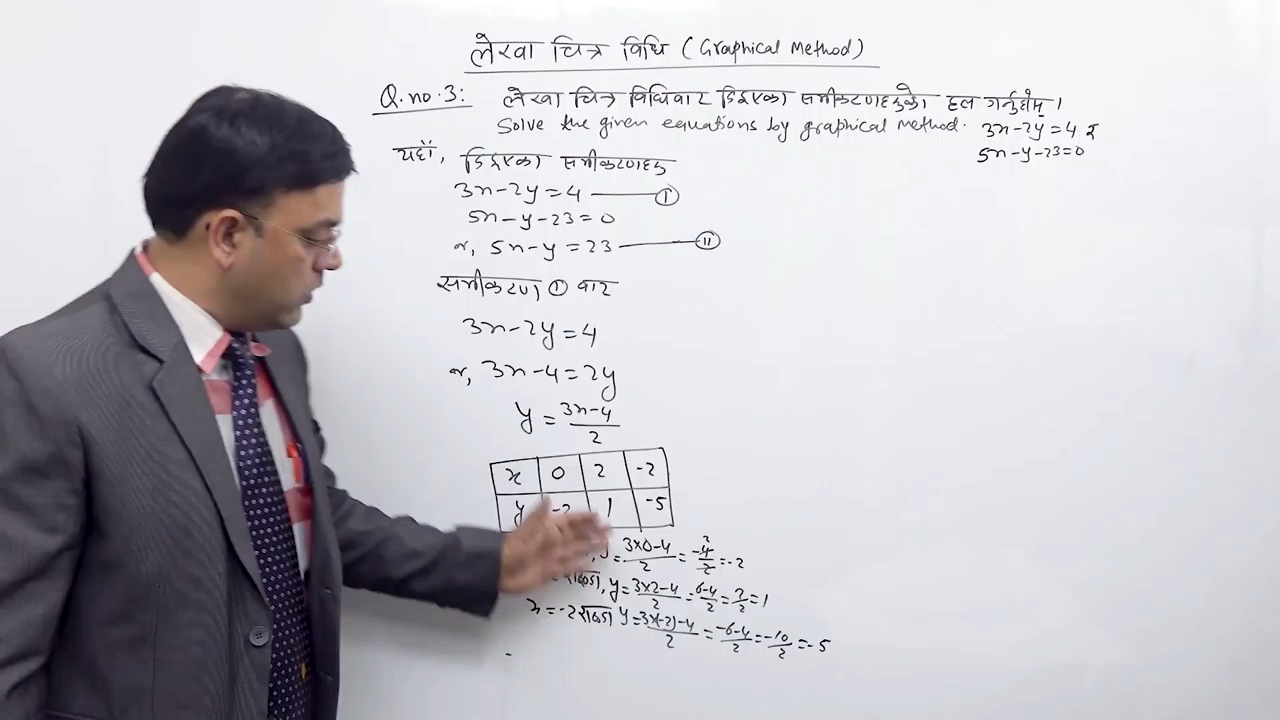 लेखा चित्र विधि (Graphical Method)
Q.no.3: लेखा चित्र विधिवाट दिइएका समीकरणहरुको हल गर्नुहोस् ।
Solve the given equations by graphical method. 3x-2y=4 र
5x-y-23=0
यहाँ, दिइएका समीकरणहरु
3x-2y=4 — (I)
5x-y-23=0
or, 5x-y=23 — (II)
समीकरण (I) बाट
3x-2y=4
or, 3x-4=2y
y = (3x-4)/2
x 0 2 -2
y -2 1 -5
y = (3×0-4)/2 = -4/2 = -2
राख्दा, y = (3×2-4)/2 = (6-4)/2 = 2/2 = 1
x = -2 राख्दा y = (3×(-2)-4)/2 = (-6-4)/2 = -10/2 = -5